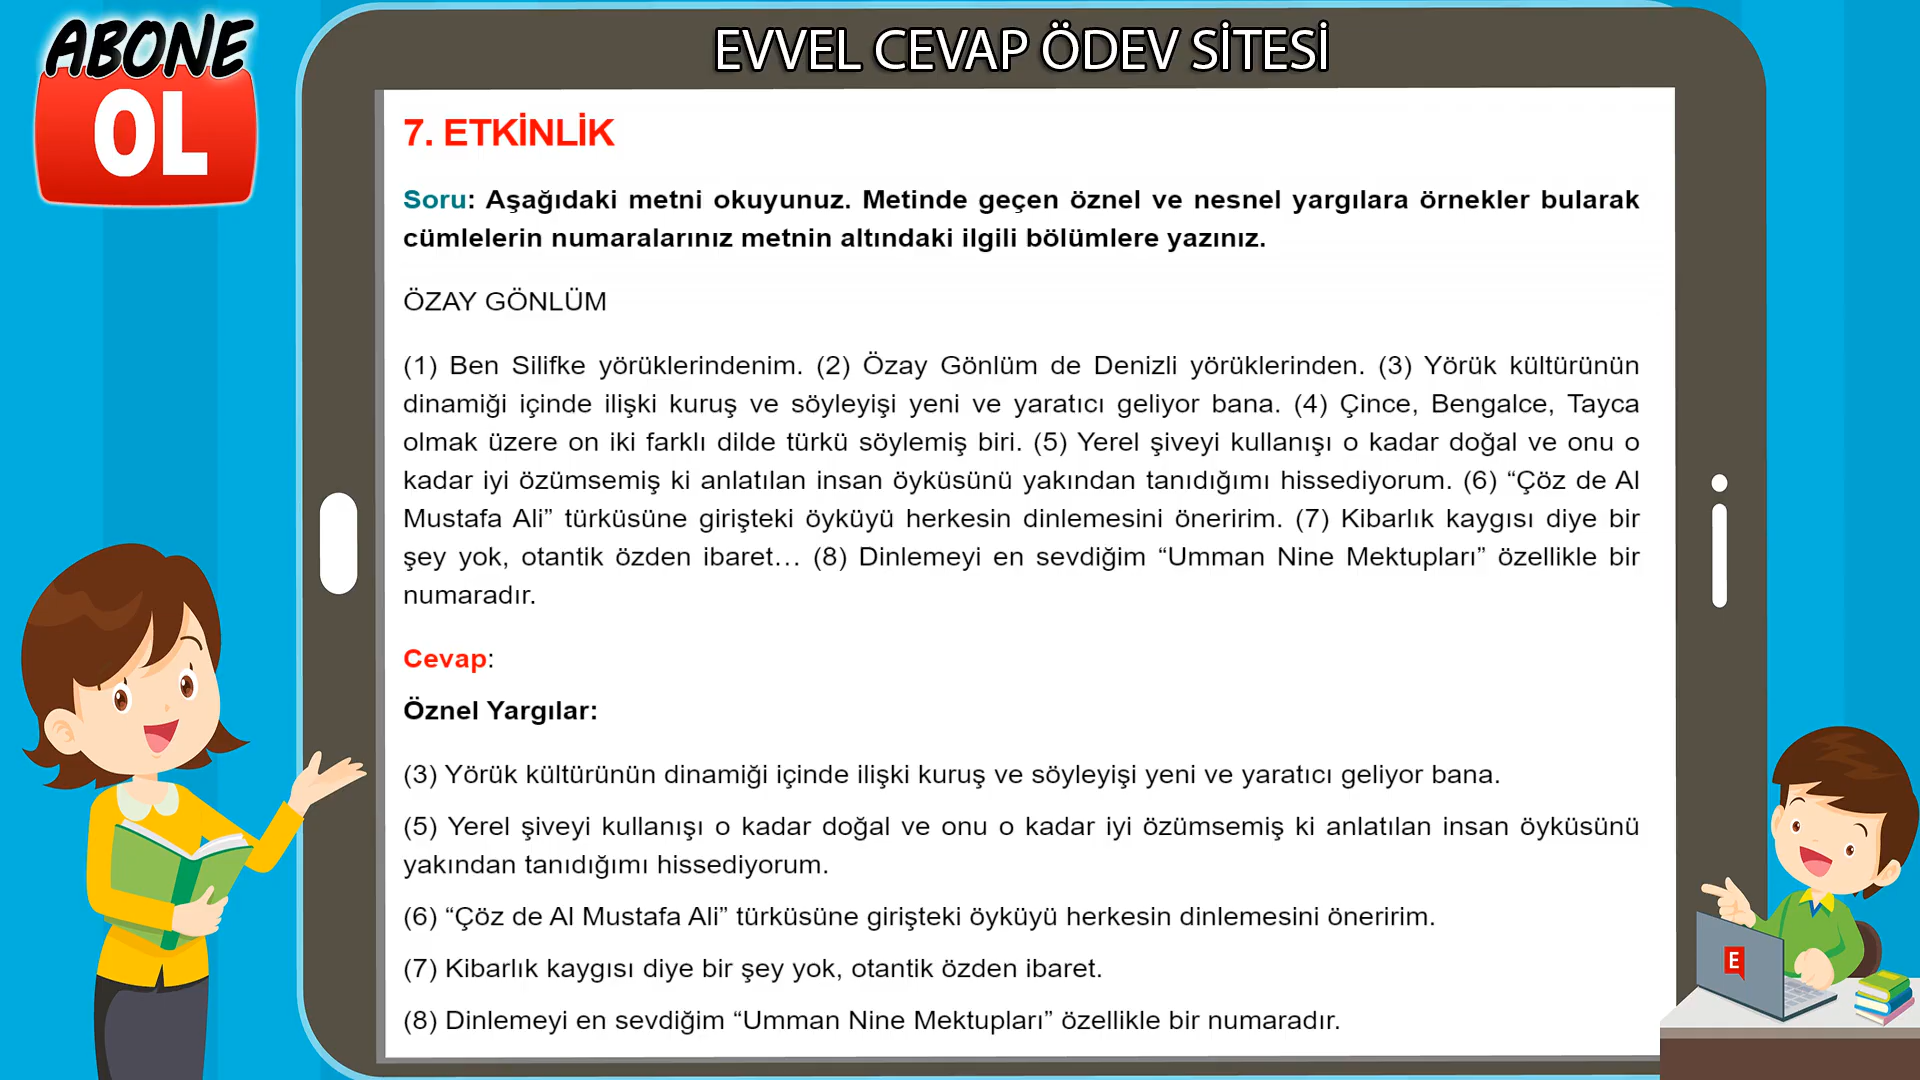 ABONE
OL
EVVEL CEVAP ÖDEV SİTESİ
7. ETKİNLİK
Soru: Aşağıdaki metni okuyunuz. Metinde geçen öznel ve nesnel yargılara örnekler bularak
cümlelerin numaralarınız metnin altındaki ilgili bölümlere yazınız.
ÖZAY GÖNLÜM
(1) Ben Silifke yörüklerindenim. (2) Özay Gönlüm de Denizli yörüklerinden. (3) Yörük kültürünün
dinamiği içinde ilişki kuruş ve söyleyişi yeni ve yaratıcı geliyor bana. (4) Çince, Bengalce, Tayca
olmak üzere on iki farklı dilde türkü söylemiş biri. (5) Yerel şiveyi kullanışı o kadar doğal ve onu o
kadar iyi özümsemiş ki anlatılan insan öyküsünü yakından tanıdığımı hissediyorum. (6) “Çöz de Al
Mustafa Ali” türküsüne girişteki öyküyü herkesin dinlemesini öneririm. (7) Kibarlık kaygısı diye bir
şey yok, otantik özden ibaret… (8) Dinlemeyi en sevdiğim “Umman Nine Mektupları” özellikle bir
numaradır.
Cevap:
Öznel Yargılar:
(3) Yörük kültürünün dinamiği içinde ilişki kuruş ve söyleyişi yeni ve yaratıcı geliyor bana.
(5) Yerel şiveyi kullanışı o kadar doğal ve onu o kadar iyi özümsemiş ki anlatılan insan öyküsünü
yakından tanıdığımı hissediyorum.
(6) “Çöz de Al Mustafa Ali” türküsüne girişteki öyküyü herkesin dinlemesini öneririm.
(7) Kibarlık kaygısı diye bir şey yok, otantik özden ibaret.
(8) Dinlemeyi en sevdiğim “Umman Nine Mektupları” özellikle bir numaradır.
E